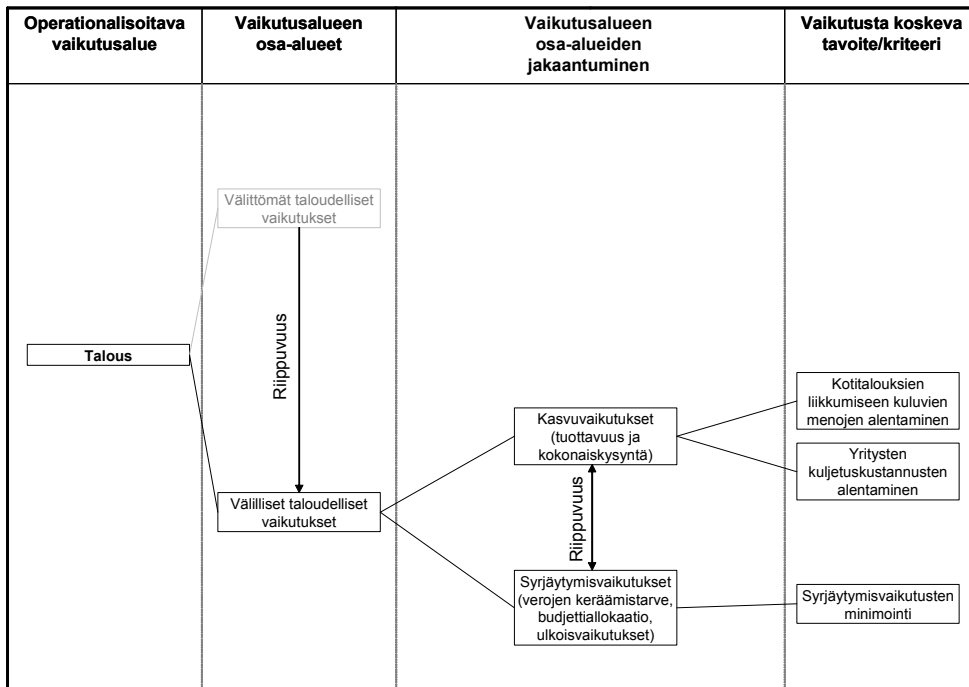 Operationalisoitava
vaikutusalue
Vaikutusalueen
osa-alueet
Vaikutusalueen
osa-alueiden
jakaantuminen
Vaikutusta koskeva
tavoite/kriteeri
Välittömät taloudelliset
vaikutukset
Riippuvuus
Talous
Välilliset taloudelliset
vaikutukset
Kasvuvaikutukset
(tuottavuus ja
kokonaiskysyntä)
Riippuvuus
Syrjäytymisvaikutukset
(verojen keräämistarve,
budjettiallokaatio,
ulkoisvaikutukset)
Kotitalouksien
liikkumiseen kuluvien
menojen alentaminen
Yritysten
kuljetuskustannusten
alentaminen
Syrjäytymisvaikutusten
minimointi